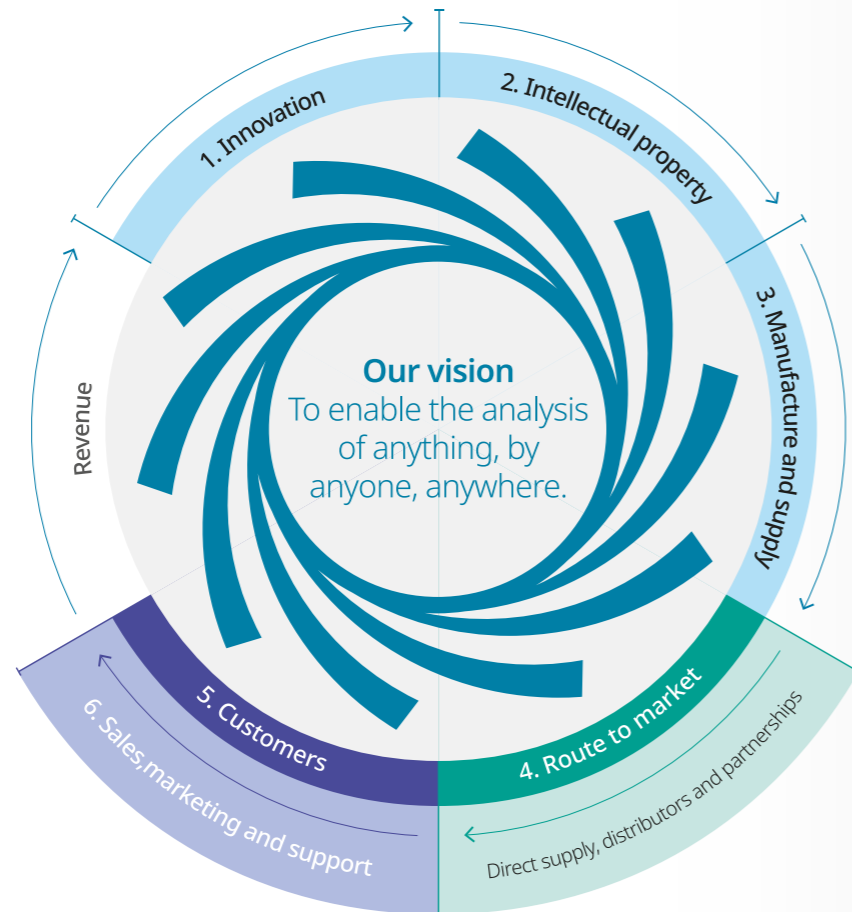 1. Innovation
2. Intellectual property
3. Manufacture and supply
4. Route to market
Direct supply, distributors and partnerships
5. Customers
6. Sales,marketing and support
Revenue
Our vision
To enable the analysis
of anything, by
anyone, anywhere.